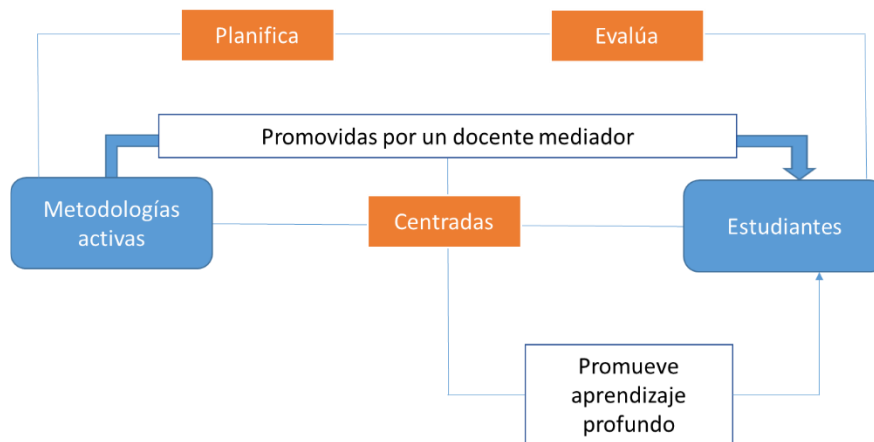 Planifica
Evalúa
Promovidas por un docente mediador
Metodologías
activas
Centradas
Estudiantes
Promueve
aprendizaje
profundo